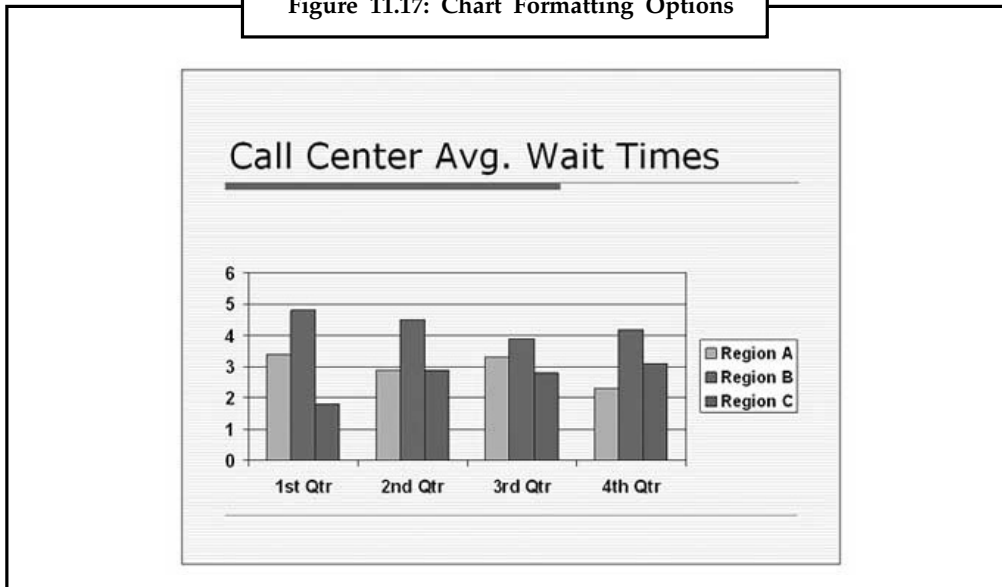 Figure 11.17: Chart Formatting Options
Call Center Avg. Wait Times
6
5
4
3
2
1
0
1st Qtr 2nd Qtr 3rd Qtr 4th Qtr
Region A
Region B
Region C